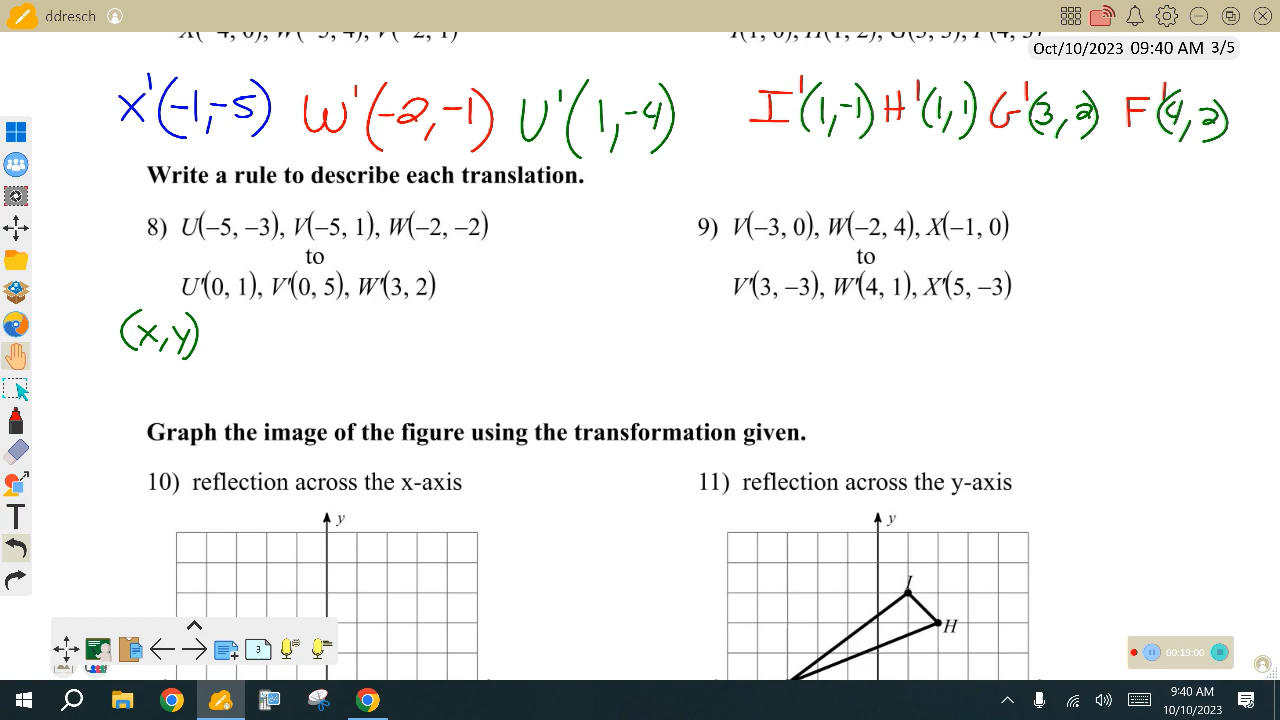 ddresch
Oct/10/2023 09:40 AM 3/5
X'(-1,-5) W'(-2,-1) U'(1,-4) I'(1,-1) H'(1,1) G'(3,2) F'(4,2)
Write a rule to describe each translation.
8) U(–5, –3), V(–5, 1), W(–2, –2)
to
U'(0, 1), V'(0, 5), W'(3, 2)
9) V(–3, 0), W(–2, 4), X(–1, 0)
to
V'(3, –3), W'(4, 1), X'(5, –3)
(x,y)
Graph the image of the figure using the transformation given.
10) reflection across the x-axis
y
11) reflection across the y-axis
y
H
T
3
00:19:00
9:40 AM
10/10/2023